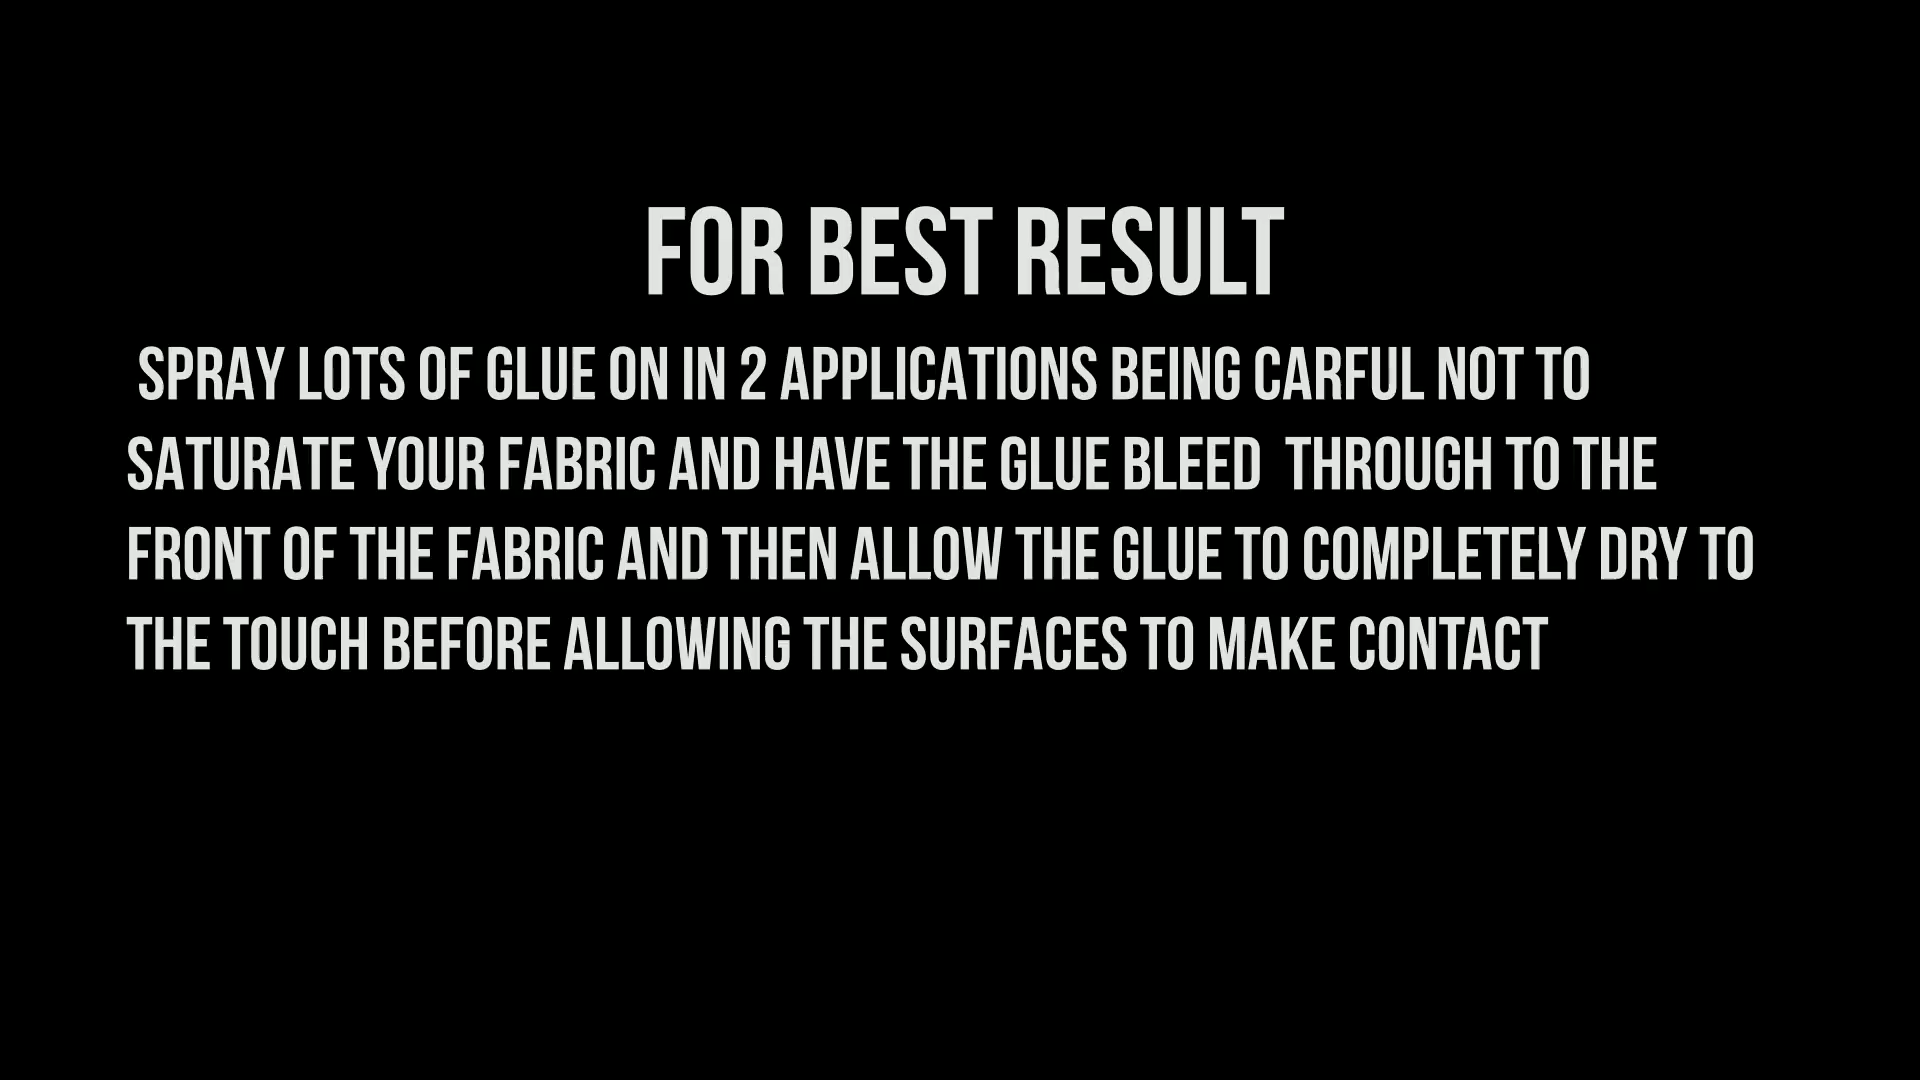 FOR BEST RESULT
SPRAY LOTS OF GLUE ON IN 2 APPLICATIONS BEING CARFUL NOT TO
SATURATE YOUR FABRIC AND HAVE THE GLUE BLEED  THROUGH TO THE
FRONT OF THE FABRIC AND THEN ALLOW THE GLUE TO COMPLETELY DRY TO
THE TOUCH BEFORE ALLOWING THE SURFACES TO MAKE CONTACT